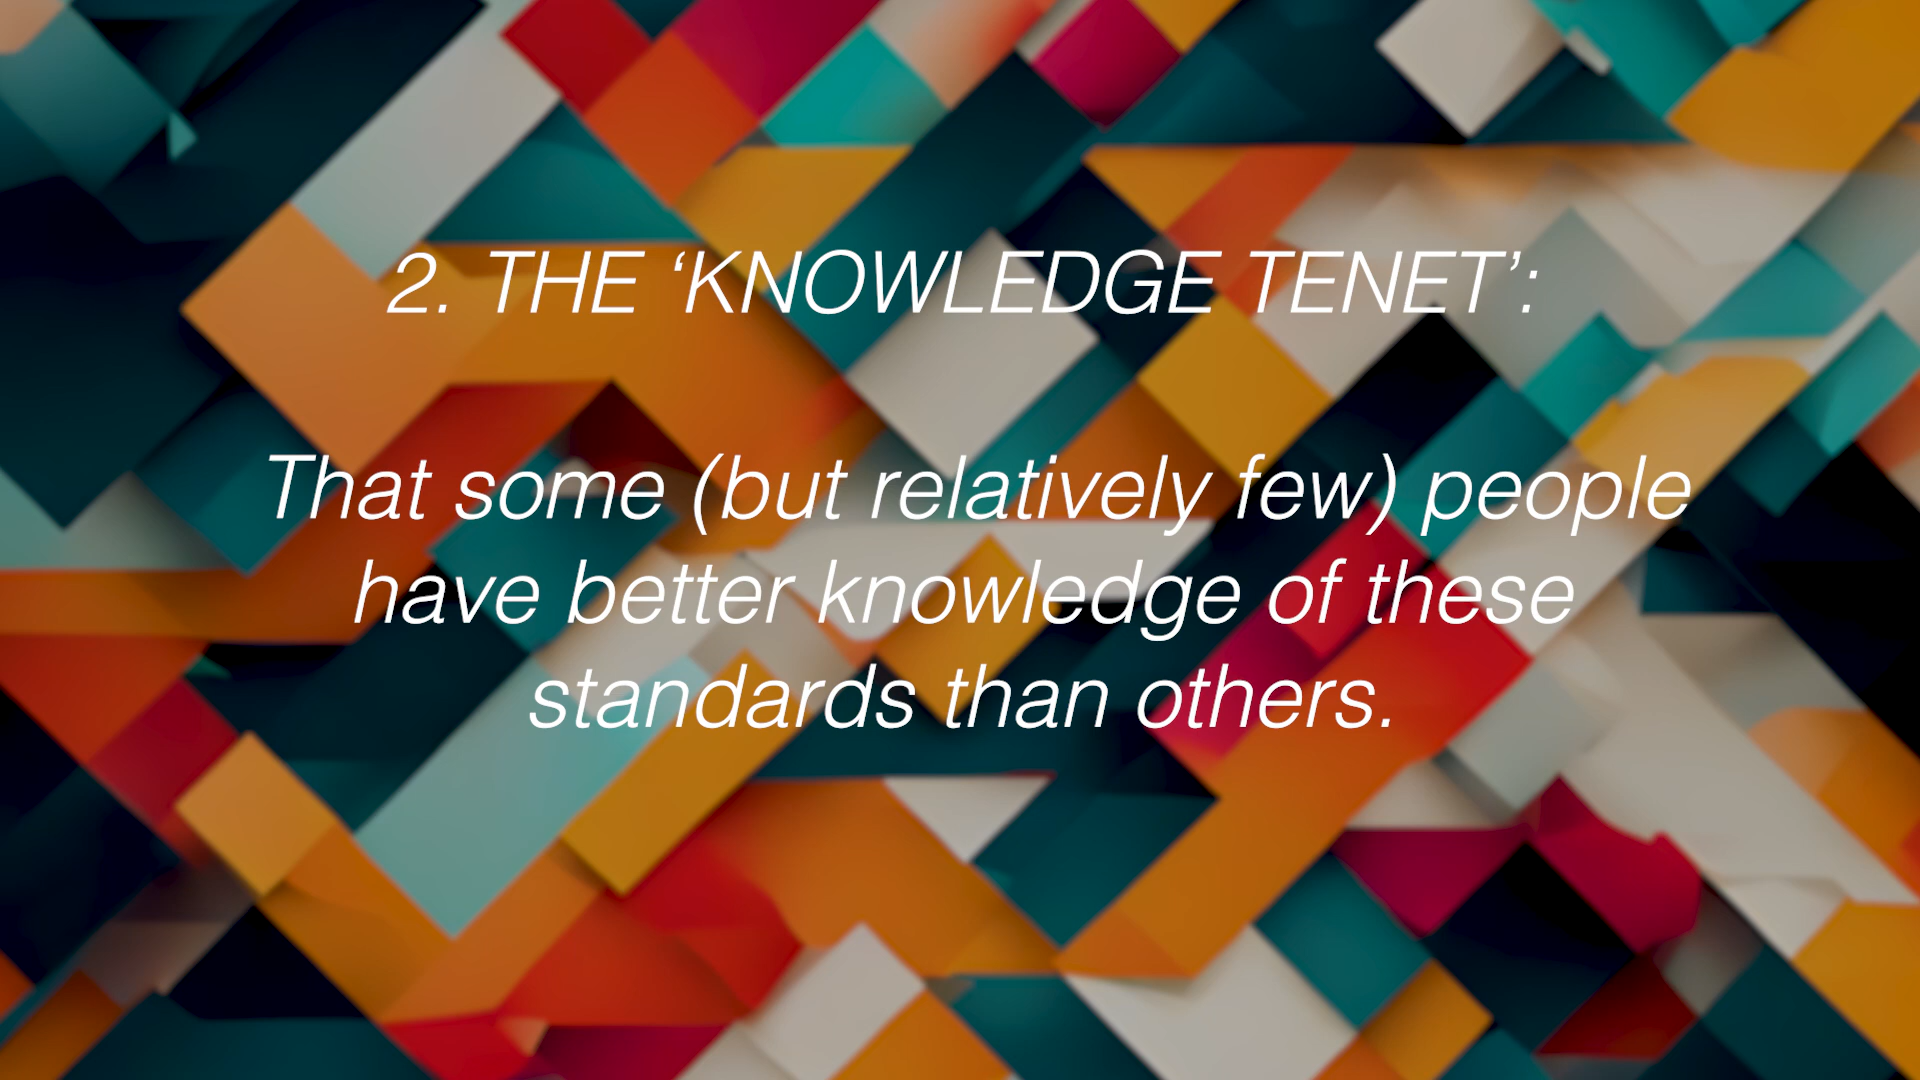 2. THE ‘KNOWLEDGE TENET’:
That some (but relatively few) people
have better knowledge of these
standards than others.